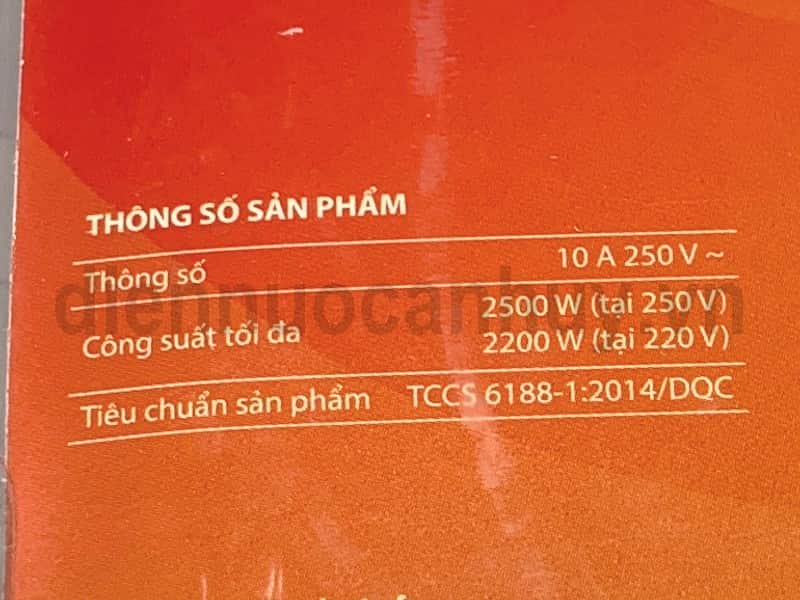 THÔNG SỐ SẢN PHẨM
Thông số 10 A 250 V ~
Công suất tối đa 2500 W (tại 250 V)
2200 W (tại 220 V)
diennuocanhuy.vn
Tiêu chuẩn sản phẩm TCCS 6188-1:2014/DQC